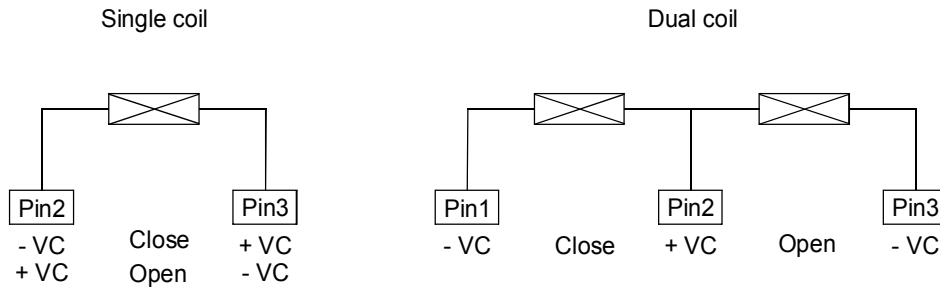 Single coil
Dual coil
Pin2
Pin3
Pin1
Pin2
Pin3
- VC Close + VC
+ VC Open - VC
- VC Close + VC Open - VC